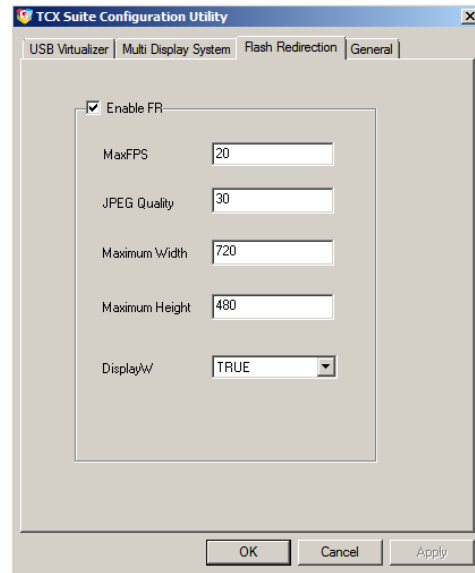 TCX Suite Configuration Utility
USB Virtualizer
Multi Display System
Flash Redirection
General
Enable FR
MaxFPS
20
JPEG Quality
30
Maximum Width
720
Maximum Height
480
DisplayW
TRUE
OK
Cancel
Apply